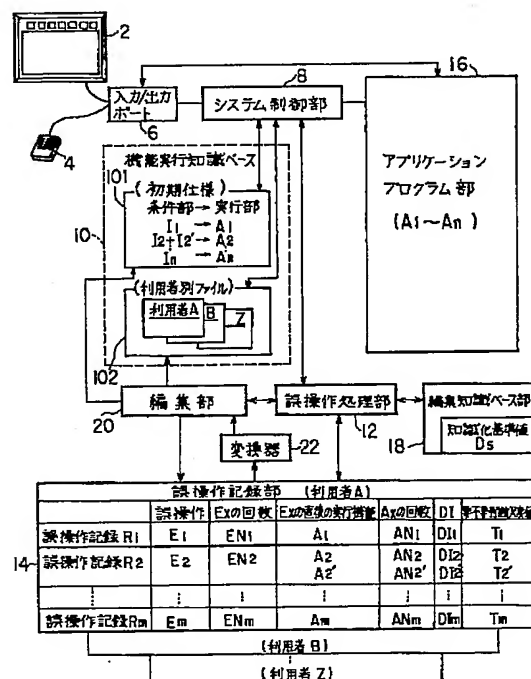 2
8
16
入力/出力
ポート
システム制御部
6
4
機能実行知識ベース
アプリケーション
プログラム部
(A1~An)
101
(初期仕様)
条件部→実行部
I1 → A1
I2+I2' → A2
In → An
10
(利用者別ファイル)
利用者A
B
Z
102
編集部
20
誤操作処理部
12
編集知識ベース部
知識化基準値
Ds
18
変換器
22
誤操作記録部 (利用者A)
誤操作 Exの回数 Exの直後の実行機能 Axの回数 DI
誤操作記録R1 E1 EN1 A1 AN1 DI1 T1
14
誤操作記録R2 E2 EN2 A2 AN2 DI2 T2
A2' AN2' DI2' T2'
⋮ ⋮ ⋮ ⋮ ⋮ ⋮ ⋮
誤操作記録Rm Em ENm Am ANm DIm Tm
(利用者B)
(利用者Z)